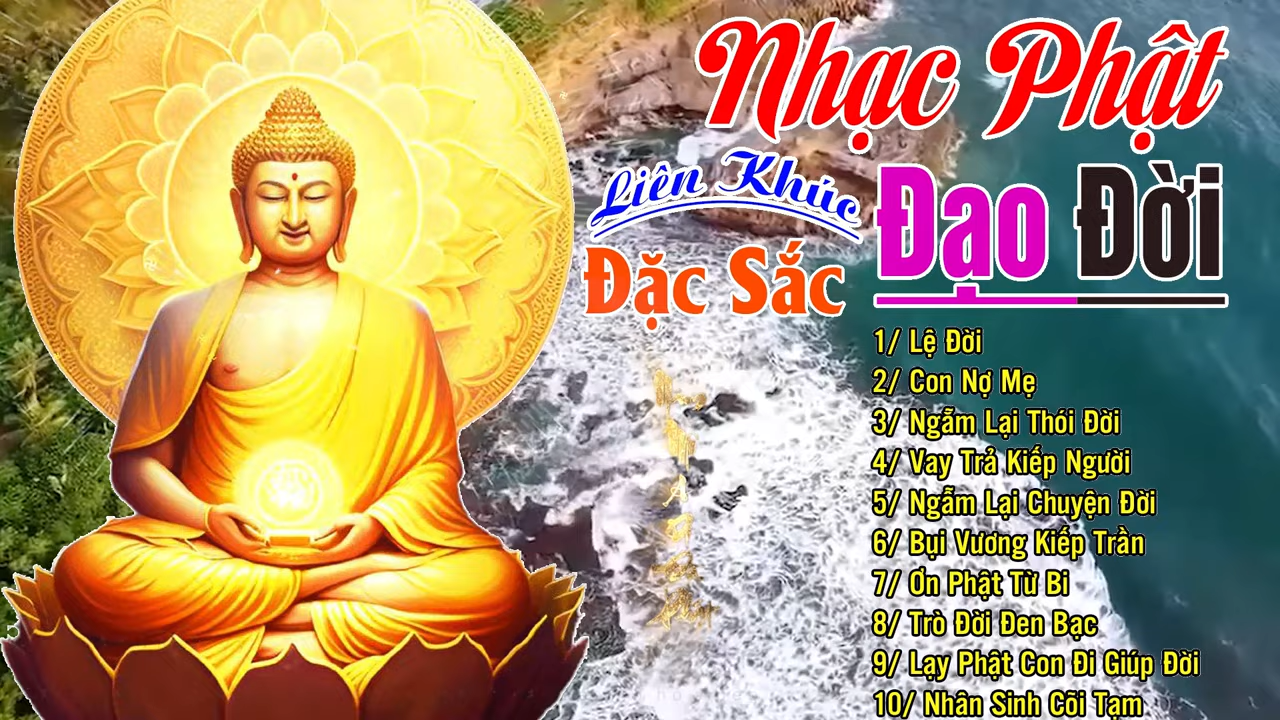 Nhạc Phật
Liên Khúc
Đặc Sắc
Đạo Đời
1/ Lệ Đời
2/ Con Nợ Mẹ
3/ Ngẫm Lại Thói Đời
4/ Vay Trả Kiếp Người
5/ Ngẫm Lại Chuyện Đời
6/ Bụi Vương Kiếp Trần
7/ Ơn Phật Từ Bi
8/ Trò Đời Đen Bạc
9/ Lạy Phật Con Đi Giúp Đời
10/ Nhân Sinh Cõi Tạm